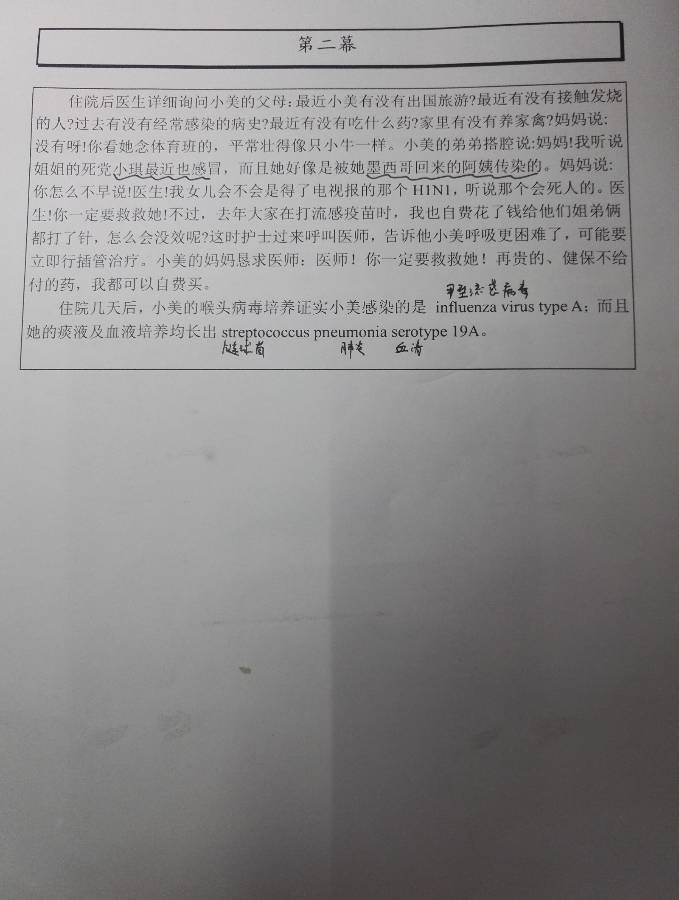 第二幕
住院后医生详细询问小美的父母:最近小美有没有出国旅游?最近有没有接触发烧
的人?过去有没有经常感染的病史?最近有没有吃什么药?家里有没有养家禽?妈妈说:
没有呀!你看她念体育班的，平常壮得像只小牛一样。小美的弟弟搭腔说:妈妈!我听说
姐姐的死党小琪最近也感冒，而且她好像是被她墨西哥回来的阿姨传染的。妈妈说:
你怎么不早说!医生!我女儿会不会是得了电视报的那个 H1N1，听说那个会死人的。医
生!你一定要救救她!不过，去年大家在打流感疫苗时，我也自费花了钱给他们姐弟俩
都打了针，怎么会没效呢?这时护士过来呼叫医师，告诉他小美呼吸更困难了，可能要
立即行插管治疗。小美的妈妈恳求医师：医师！你一定要救救她！再贵的、健保不给
付的药，我都可以自费买。
甲型流感病毒
住院几天后，小美的喉头病毒培养证实小美感染的是 influenza virus type A；而且
她的痰液及血液培养均长出 streptococcus pneumonia serotype 19A。
链球菌 肺炎 血清